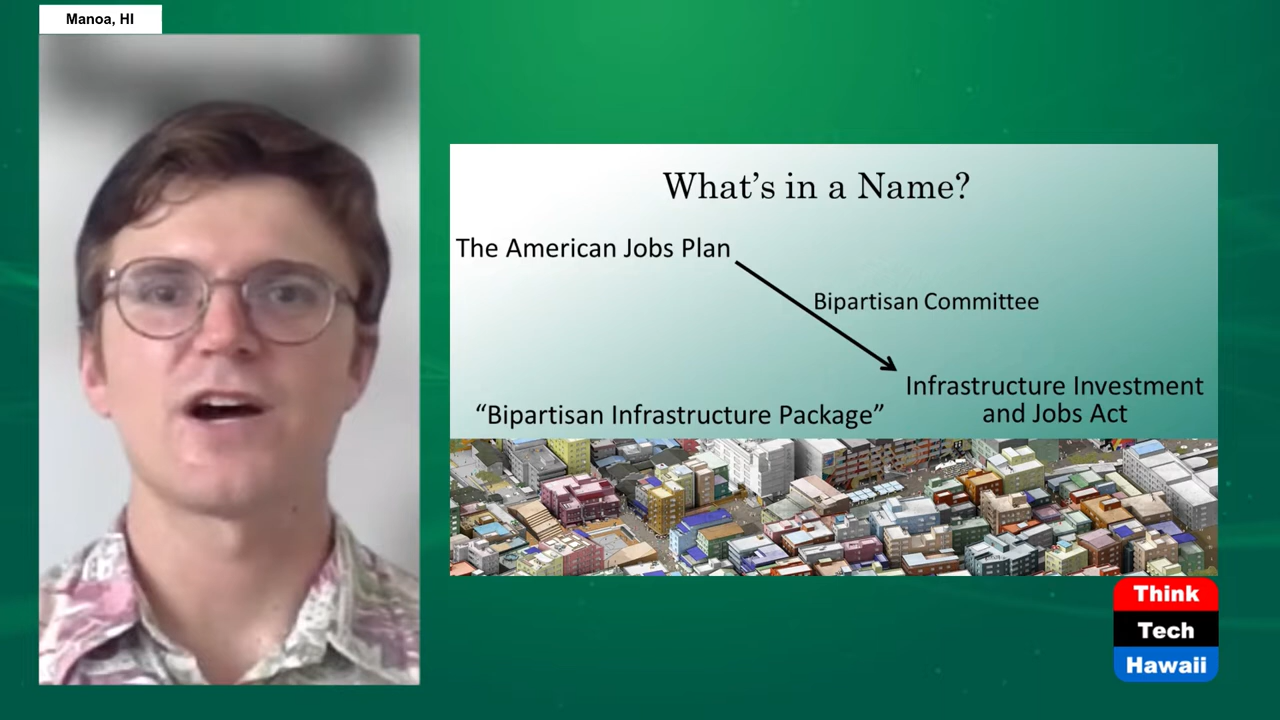 Manoa, HI
What's in a Name?
The American Jobs Plan
Bipartisan Committee
Infrastructure Investment
and Jobs Act
“Bipartisan Infrastructure Package”
Think
Tech
Hawaii